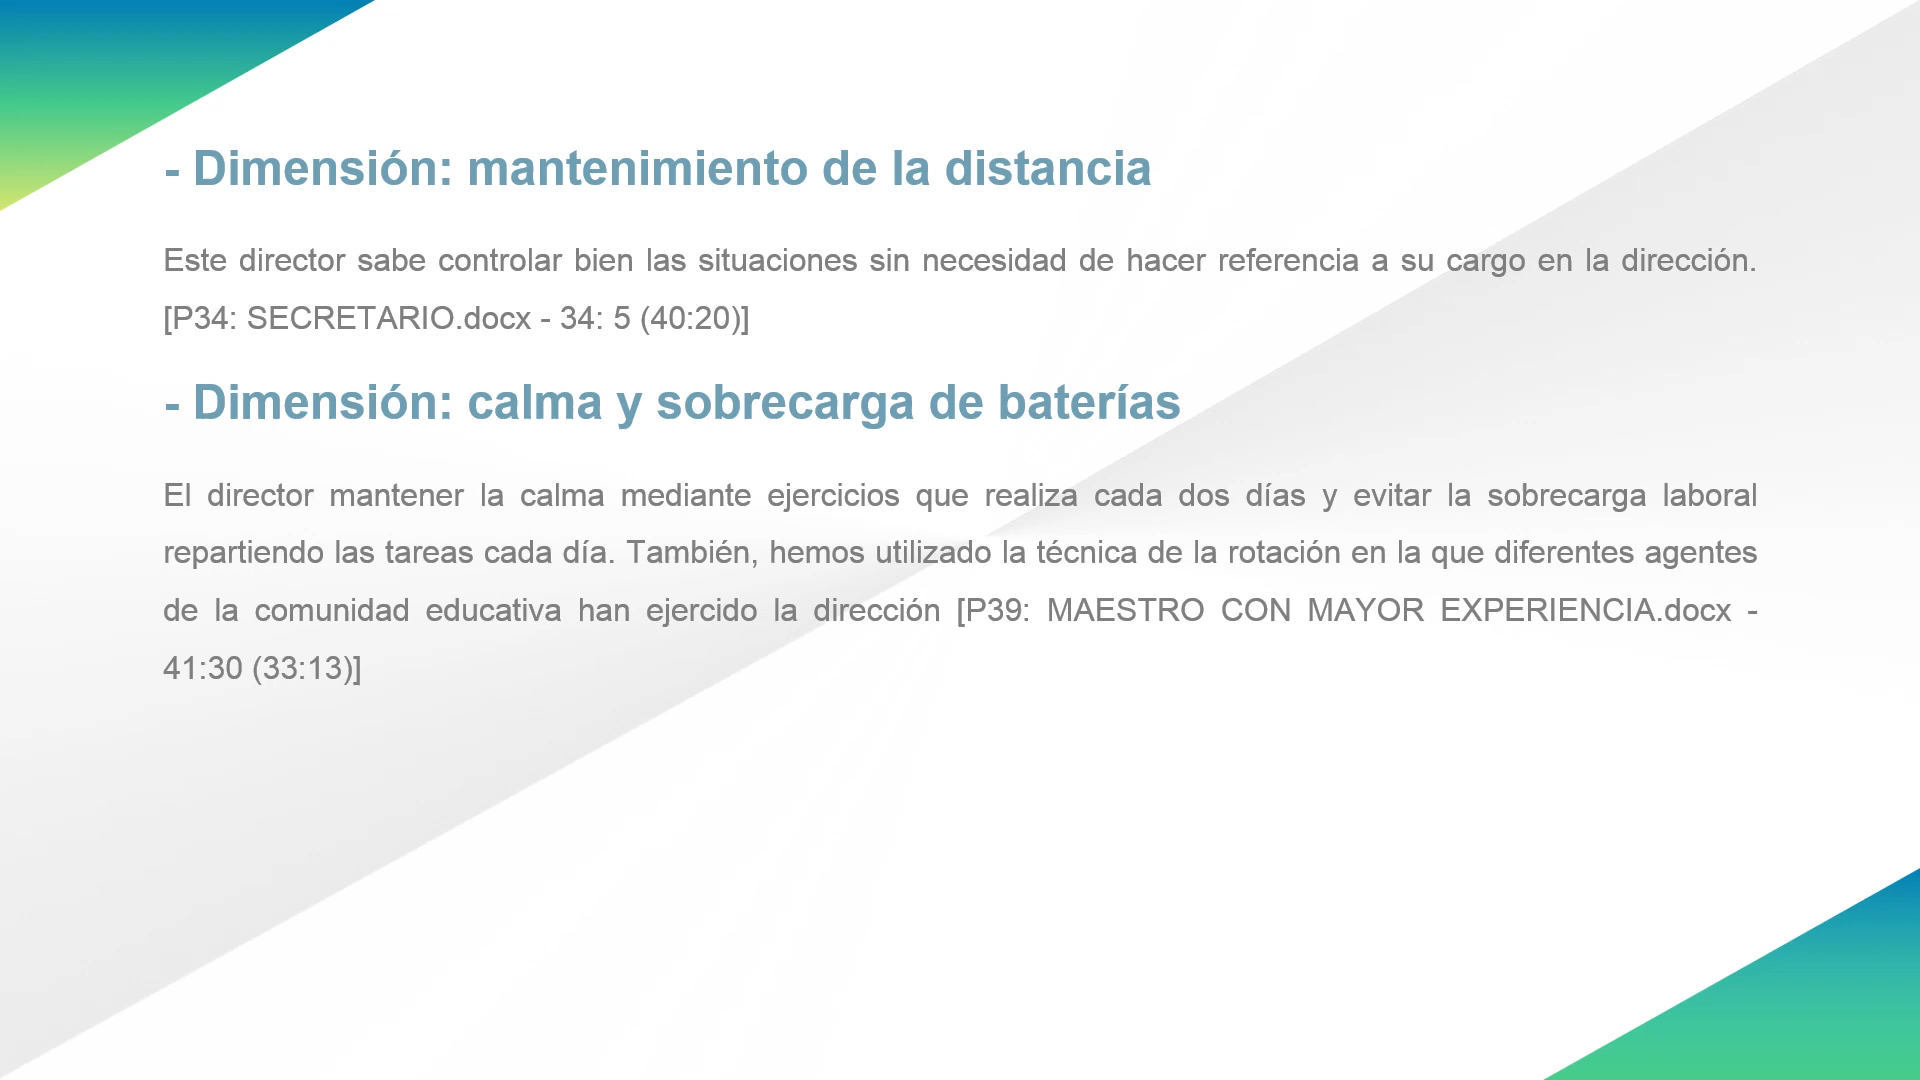 - Dimensión: mantenimiento de la distancia
Este director sabe controlar bien las situaciones sin necesidad de hacer referencia a su cargo en la dirección.
[P34: SECRETARIO.docx - 34: 5 (40:20)]
- Dimensión: calma y sobrecarga de baterías
El director mantener la calma mediante ejercicios que realiza cada dos días y evitar la sobrecarga laboral
repartiendo las tareas cada día. También, hemos utilizado la técnica de la rotación en la que diferentes agentes
de la comunidad educativa han ejercido la dirección [P39: MAESTRO CON MAYOR EXPERIENCIA.docx -
41:30 (33:13)]